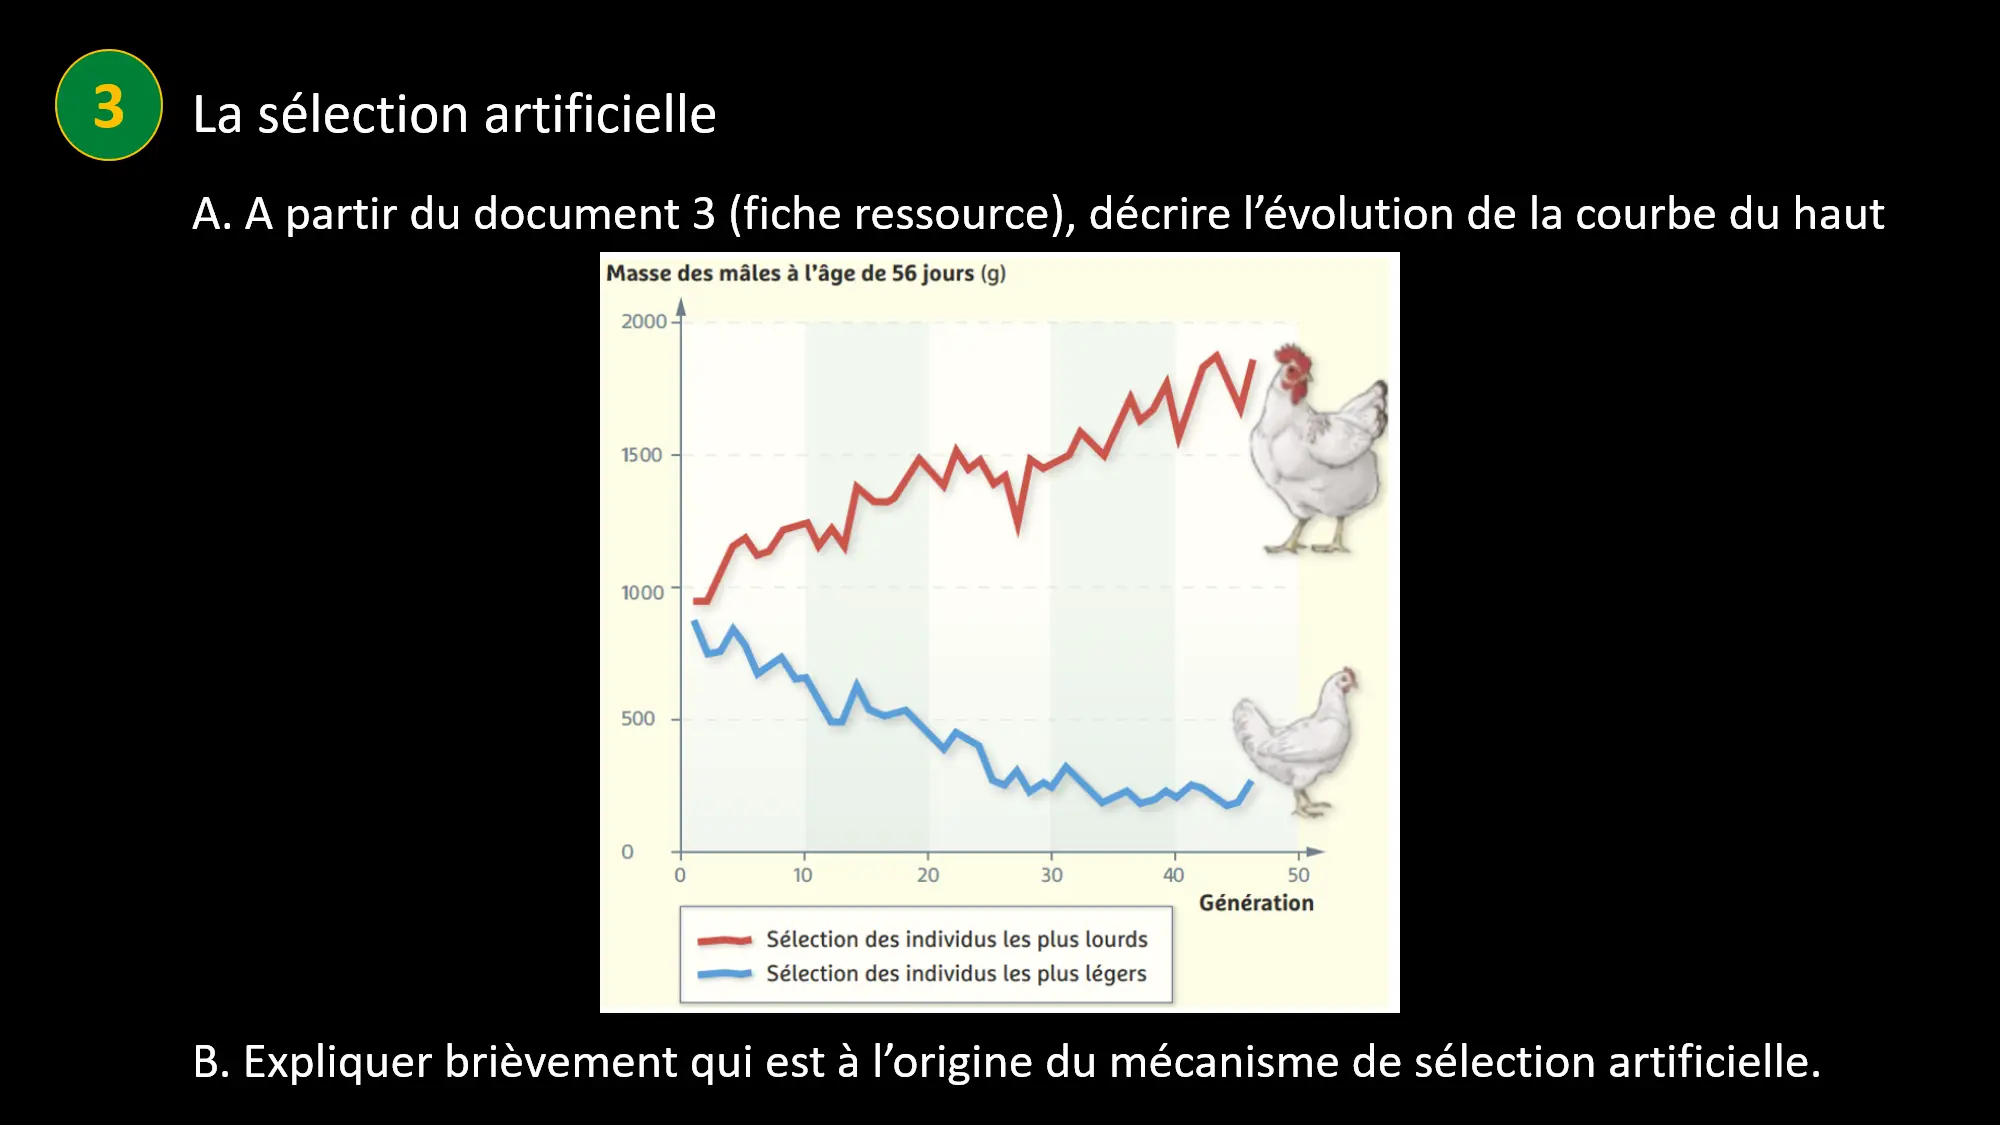 3
La sélection artificielle
A. A partir du document 3 (fiche ressource), décrire l’évolution de la courbe du haut
Masse des mâles à l’âge de 56 jours (g)
2000
1500
1000
500
0
0 10 20 30 40 50
Génération
Sélection des individus les plus lourds
Sélection des individus les plus légers
B. Expliquer brièvement qui est à l’origine du mécanisme de sélection artificielle.